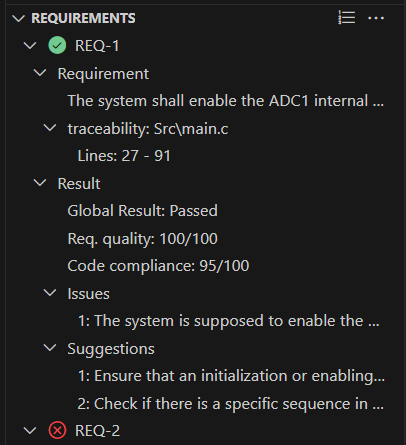 REQUIREMENTS
REQ-1
Requirement
The system shall enable the ADC1 internal ...
traceability: Src\main.c
Lines: 27 - 91
Result
Global Result: Passed
Req. quality: 100/100
Code compliance: 95/100
Issues
1: The system is supposed to enable the ...
Suggestions
1: Ensure that an initialization or enabling...
2: Check if there is a specific sequence in ...
REQ-2